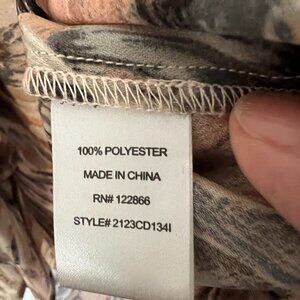 100% POLYESTER
MADE IN CHINA
RN# 122866
STYLE# 2123CD134I